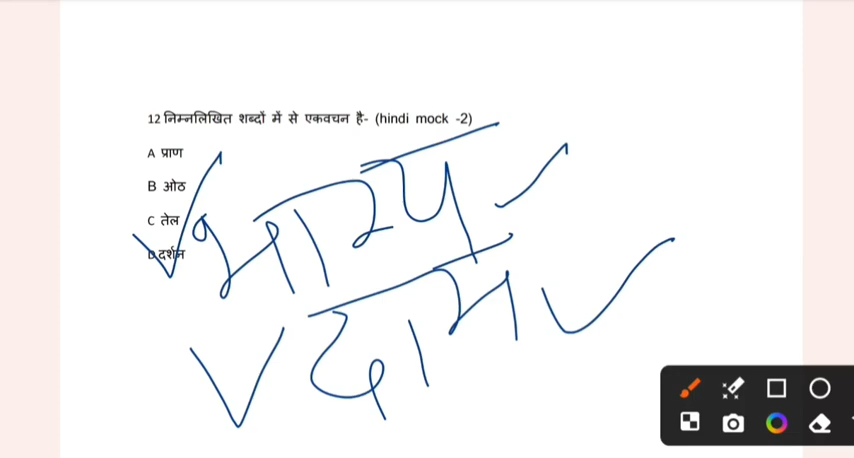 12 निम्नलिखित शब्दों में से एकवचन है- (hindi mock -2)
A प्राण
B ओठ
C तेल
D दर्शन
भाग्य
दाम